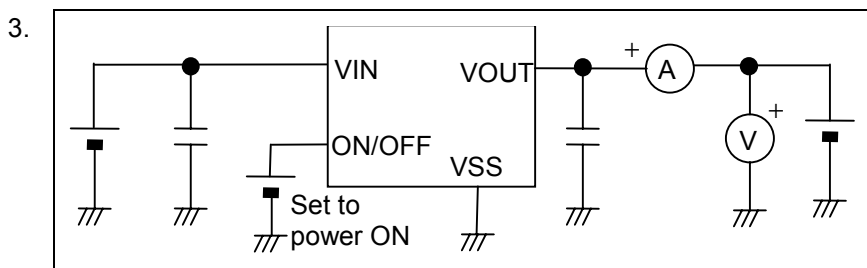 3.
VIN
VOUT
+
A
ON/OFF
VSS
V
+
Set to
power ON